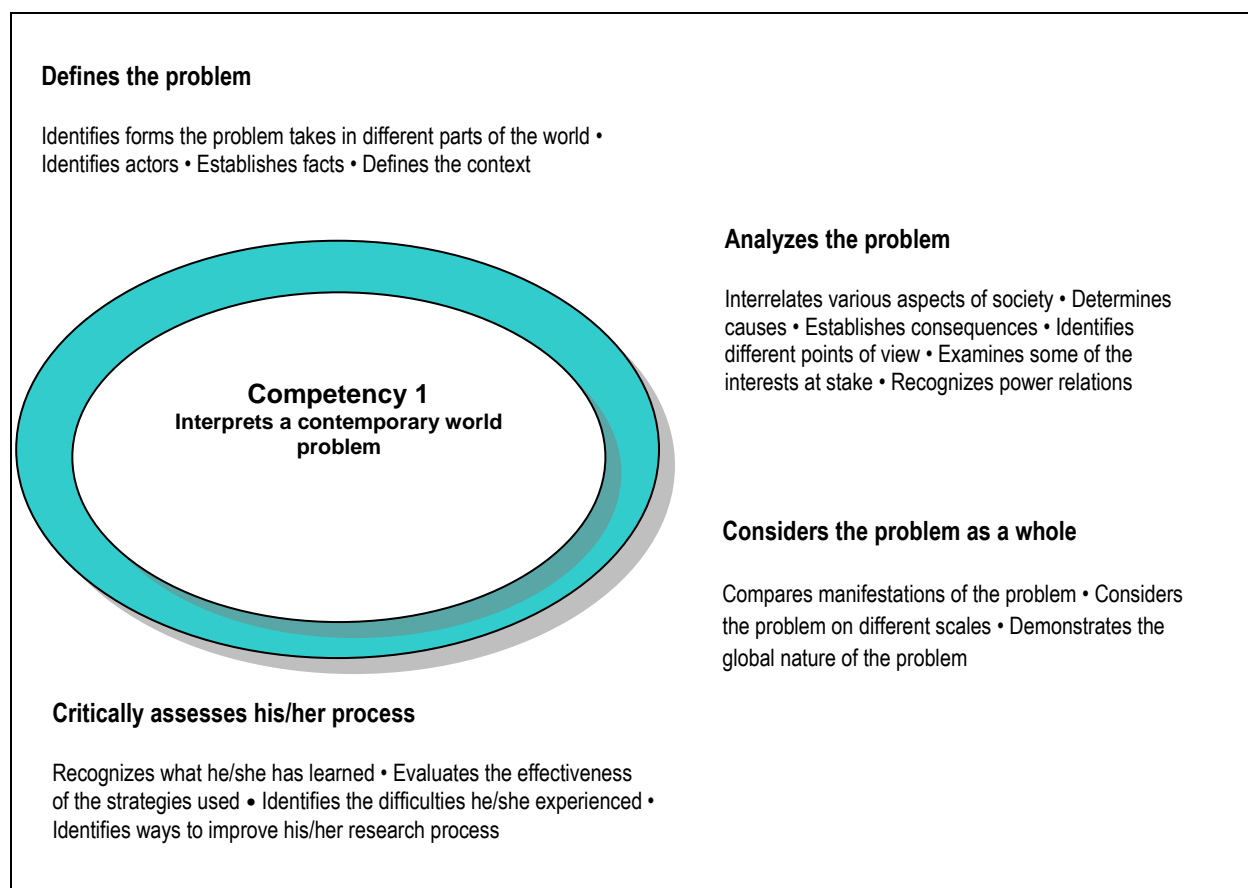 Defines the problem
Identifies forms the problem takes in different parts of the world •
Identifies actors • Establishes facts • Defines the context
Analyzes the problem
Interrelates various aspects of society • Determines
causes • Establishes consequences • Identifies
different points of view • Examines some of the
interests at stake • Recognizes power relations
Competency 1
Interprets a contemporary world
problem
Considers the problem as a whole
Compares manifestations of the problem • Considers
the problem on different scales • Demonstrates the
global nature of the problem
Critically assesses his/her process
Recognizes what he/she has learned • Evaluates the effectiveness
of the strategies used • Identifies the difficulties he/she experienced •
Identifies ways to improve his/her research process